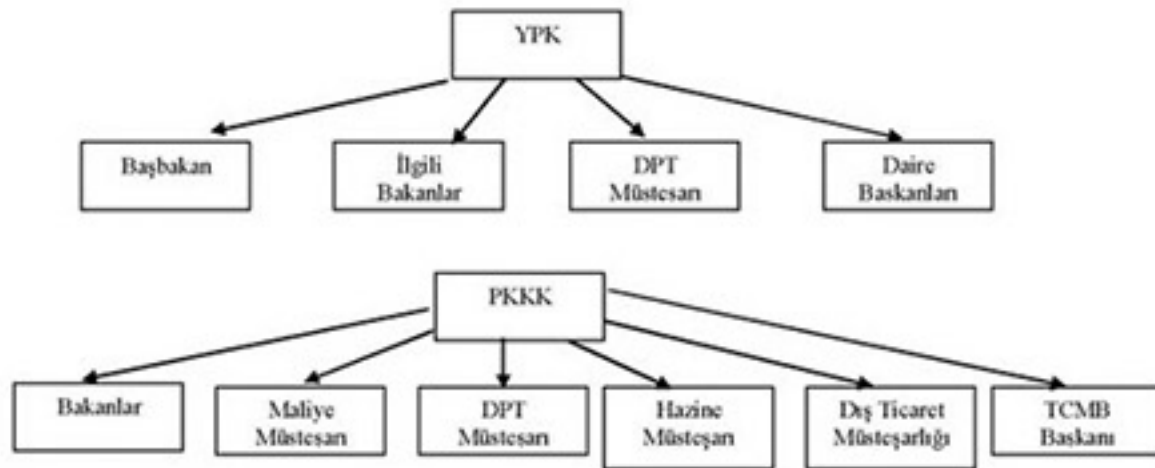 YPK
Başbakan
İlgili
Bakanlar
DPT
Müsteşarı
Daire
Baskanları
PKKK
Bakanlar
Maliye
Müsteşarı
DPT
Müsteşarı
Hazine
Müsteşarı
Dış Ticaret
Müsteşarlığı
TCMB
Başkanı